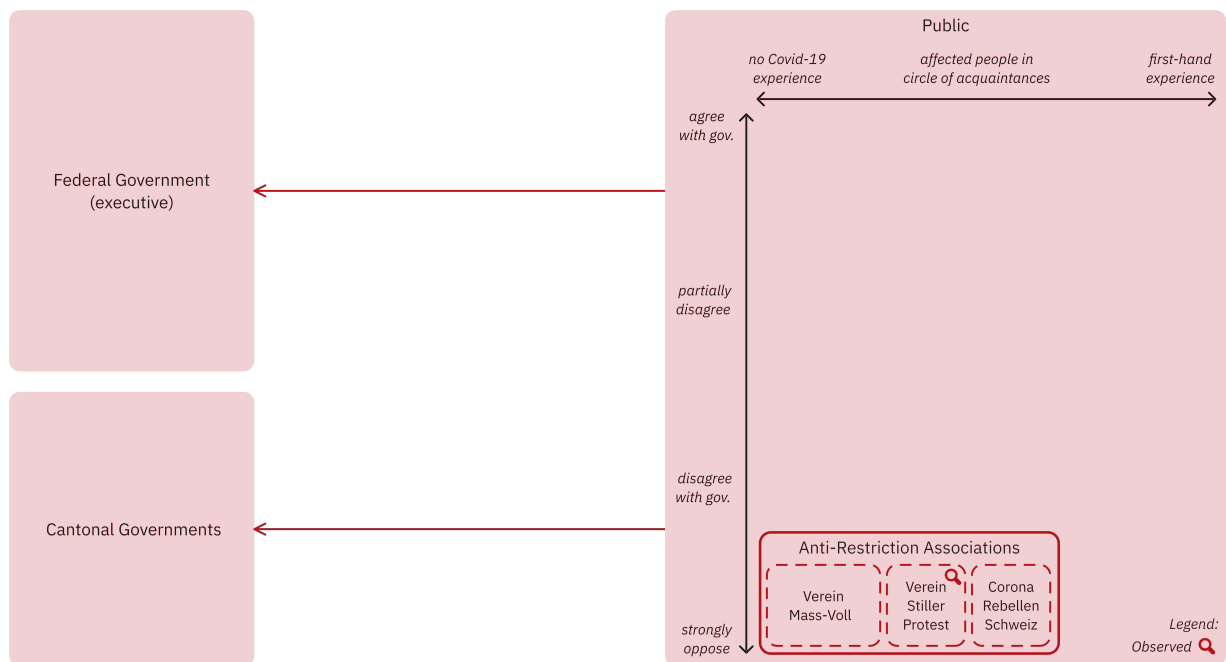 Public
no Covid-19
experience
affected people in
circle of acquaintances
first-hand
experience
agree
with gov.
Federal Government
(executive)
partially
disagree
disagree
with gov.
Cantonal Governments
Anti-Restriction Associations
Verein
Mass-Voll
Verein
Stiller
Protest
Corona
Rebellen
Schweiz
strongly
oppose
Legend:
Observed